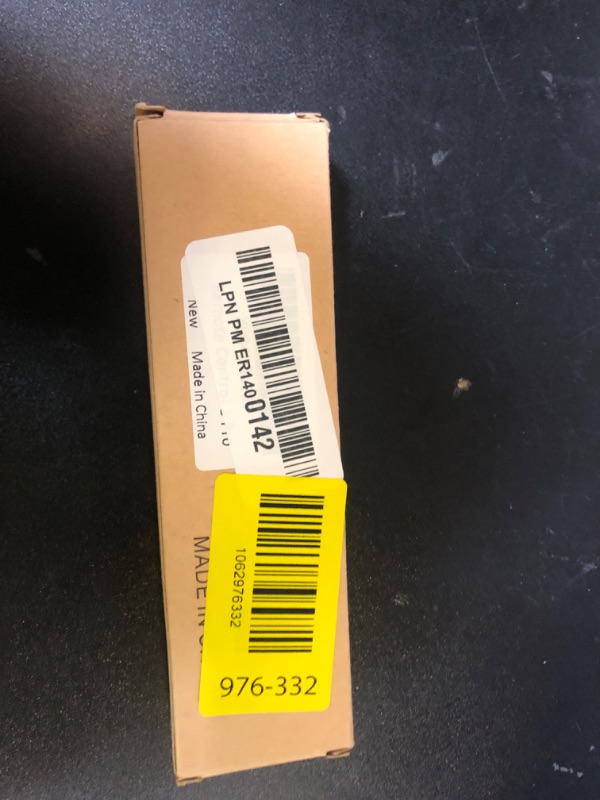 LPN PM ER1400142
New Made in China
MADE IN
1062976332
976-332